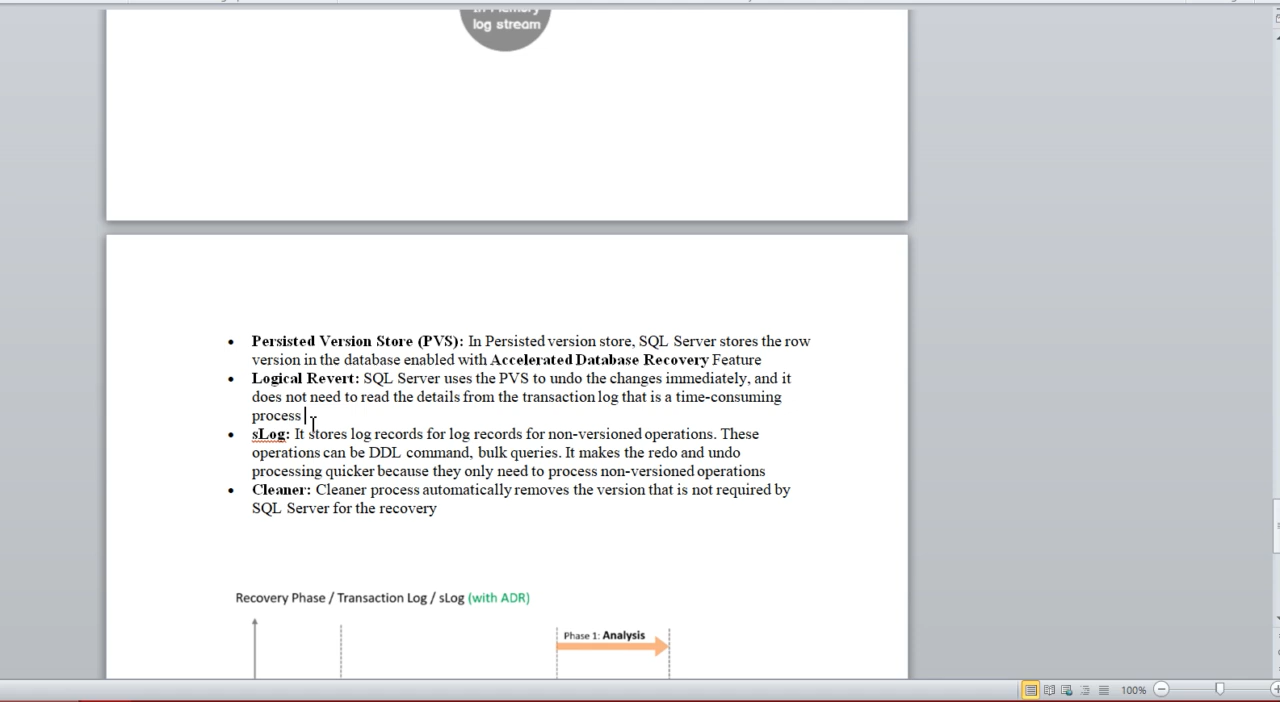 log stream
• Persisted Version Store (PVS): In Persisted version store, SQL Server stores the row
version in the database enabled with Accelerated Database Recovery Feature
• Logical Revert: SQL Server uses the PVS to undo the changes immediately, and it
does not need to read the details from the transaction log that is a time-consuming
process
• sLog: It stores log records for log records for non-versioned operations. These
operations can be DDL command, bulk queries. It makes the redo and undo
processing quicker because they only need to process non-versioned operations
• Cleaner: Cleaner process automatically removes the version that is not required by
SQL Server for the recovery
Recovery Phase / Transaction Log / sLog (with ADR)
Phase 1: Analysis
100%